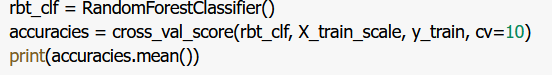 rbt_clf = RandomForestClassifier()
accuracies = cross_val_score(rbt_clf, X_train_scale, y_train, cv=10)
print(accuracies.mean())